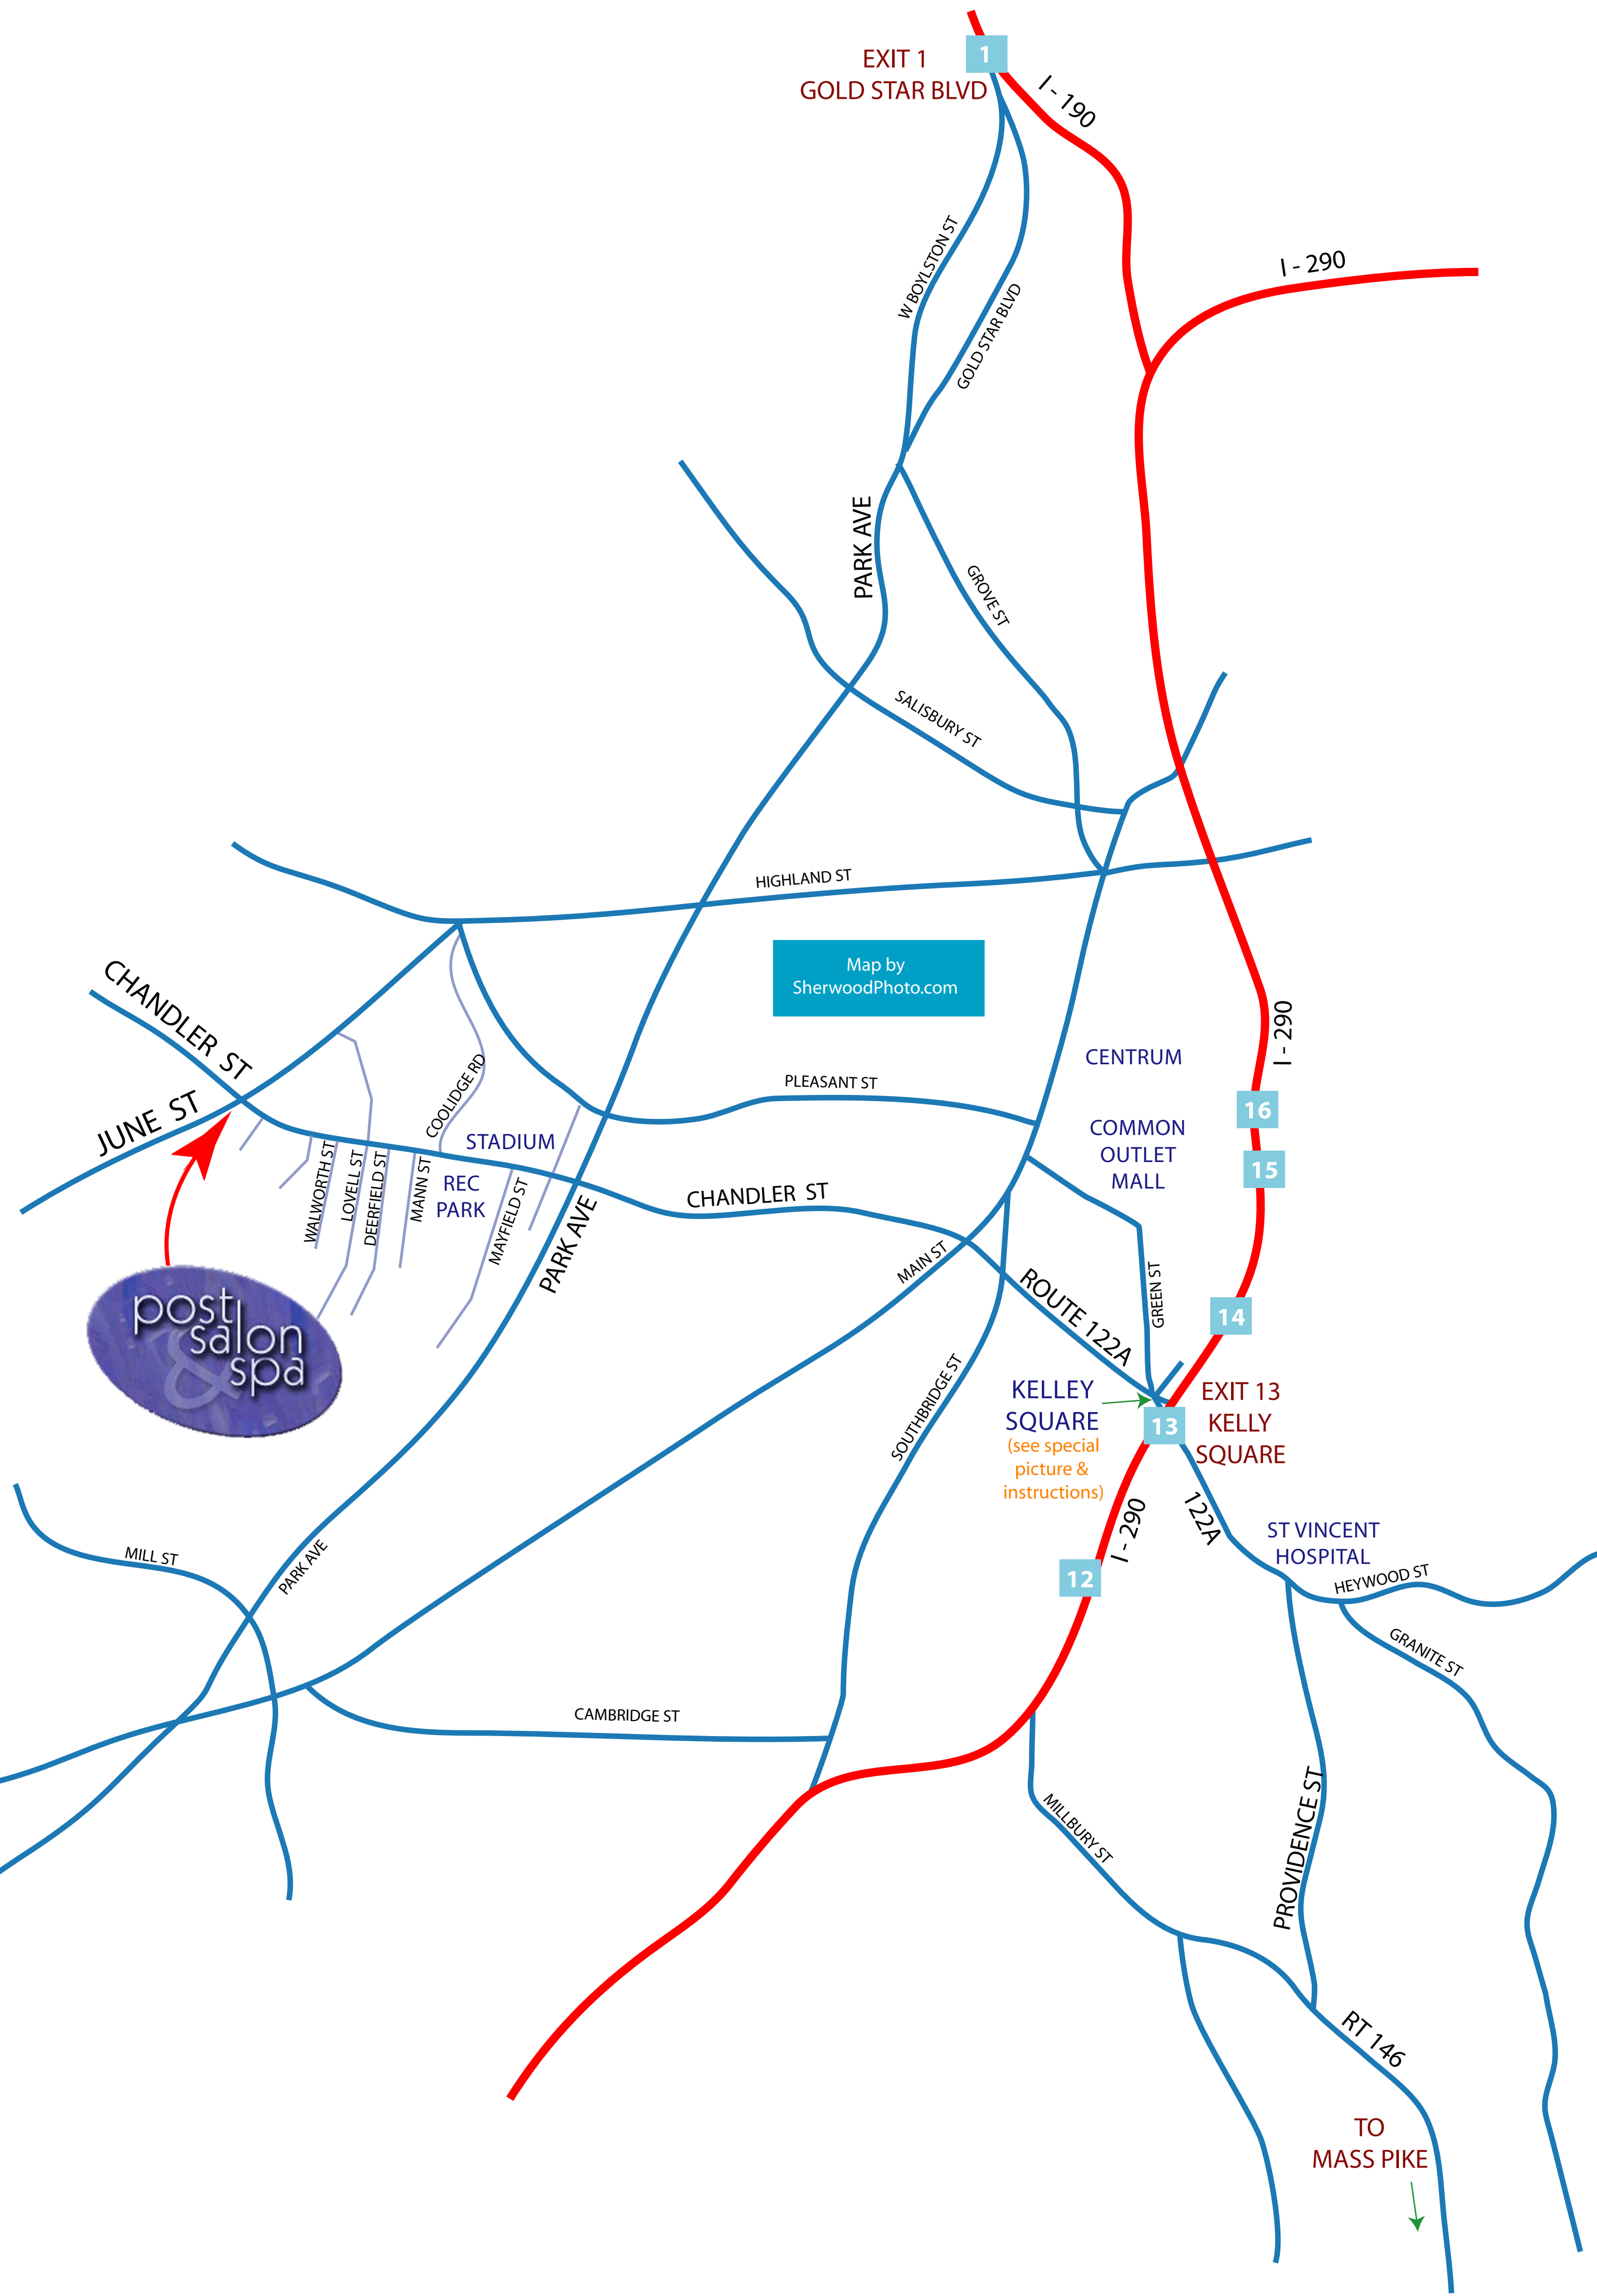 1
EXIT 1
GOLD STAR BLVD
I - 190
I - 290
W BOYLSTON ST
GOLD STAR BLVD
PARK AVE
GROVE ST
SALISBURY ST
HIGHLAND ST
Map by
SherwoodPhoto.com
CHANDLER ST
JUNE ST
COOLIDGE RD
STADIUM
REC
PARK
WALWORTH ST
LOVELL ST
DEERFIELD ST
MANN ST
MAYFIELD ST
PARK AVE
PLEASANT ST
CHANDLER ST
CENTRUM
COMMON
OUTLET
MALL
I - 290
16
15
14
MAIN ST
ROUTE 122A
GREEN ST
SOUTHBRIDGE ST
KELLEY
SQUARE
(see special
picture &
instructions)
13
EXIT 13
KELLY
SQUARE
post
salon
& spa
I - 290
122A
12
ST VINCENT
HOSPITAL
HEYWOOD ST
GRANITE ST
MILL ST
PARK AVE
CAMBRIDGE ST
MILLBURY ST
PROVIDENCE ST
RT 146
TO
MASS PIKE